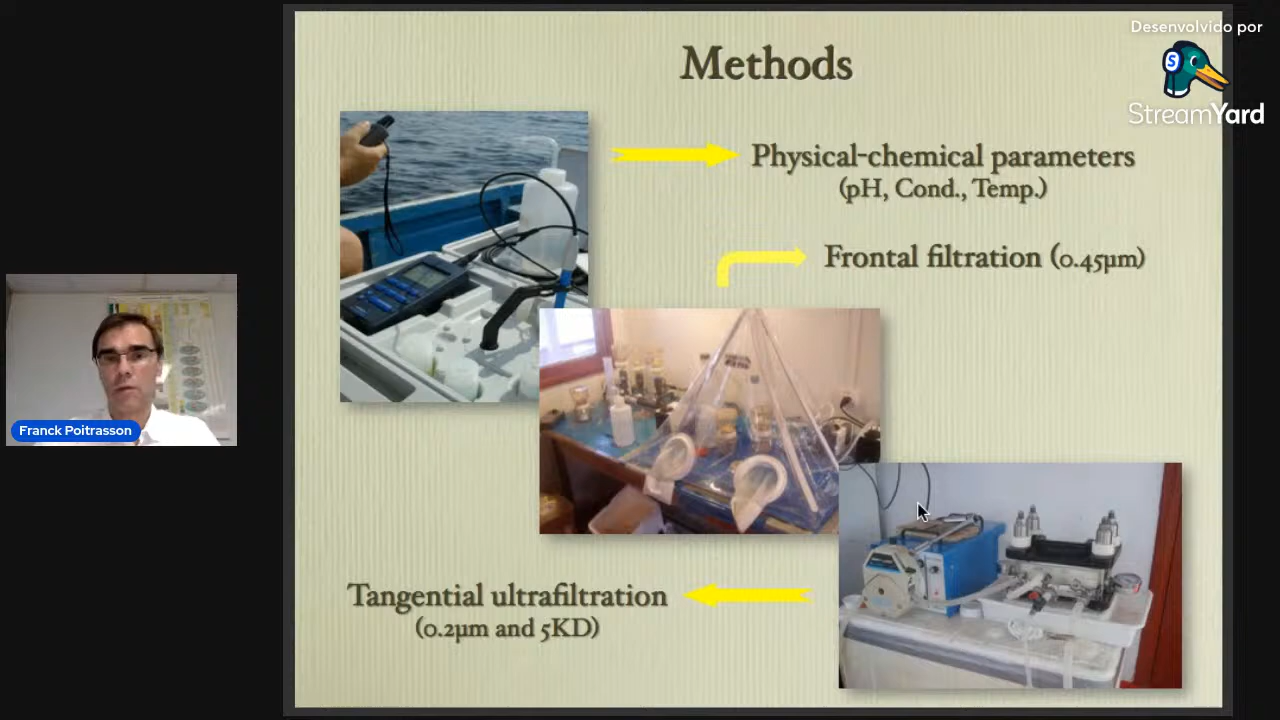 Desenvolvido por
StreamYard
Methods
Physical-chemical parameters
(pH, Cond., Temp.)
Frontal filtration (0.45µm)
Tangential ultrafiltration
(0.2µm and 5KD)
Franck Poitrasson